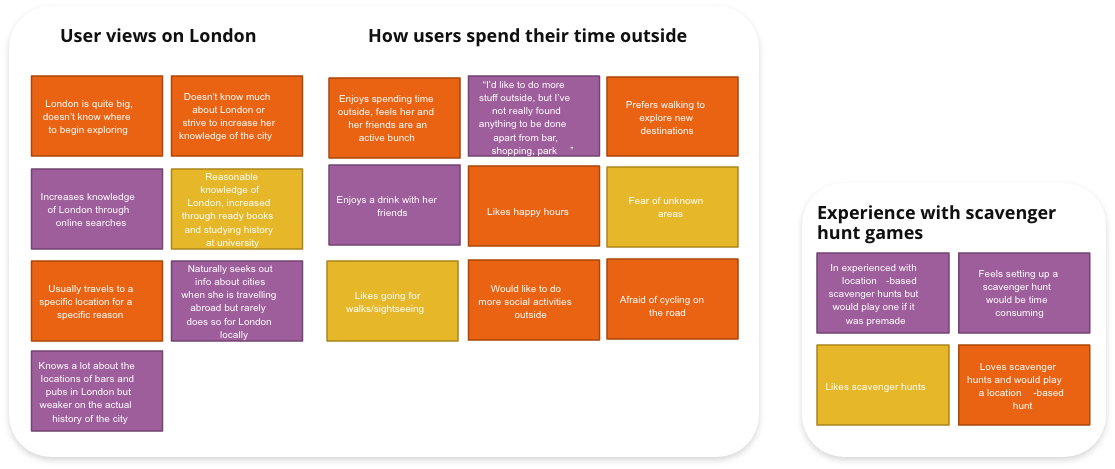 User views on London
How users spend their time outside
London is quite big,
doesn't know where
to begin exploring
Doesn't know much
about London or
strive to increase her
knowledge of the city
Enjoys spending time
outside, feels her and
her friends are an
active bunch
"I'd like to do more
stuff outside, but I've
not really found
anything to be done
apart from bar,
shopping, park "
Prefers walking to
explore new
destinations
Increases knowledge
of London through
online searches
Reasonable
knowledge of
London, increased
through ready books
and studying history
at university
Enjoys a drink with her
friends
Likes happy hours
Fear of unknown
areas
Usually travels to a
specific location for a
specific reason
Naturally seeks out
info about cities
when she is travelling
abroad but rarely
does so for London
locally
Likes going for
walks/sightseeing
Would like to do
more social activities
outside
Afraid of cycling on
the road
Knows a lot about the
locations of bars and
pubs in London but
weaker on the actual
history of the city
Experience with scavenger
hunt games
In experienced with
location -based
scavenger hunts but
would play one if it
was premade
Feels setting up a
scavenger hunt
would be time
consuming
Likes scavenger hunts
Loves scavenger
hunts and would play
a location -based
hunt